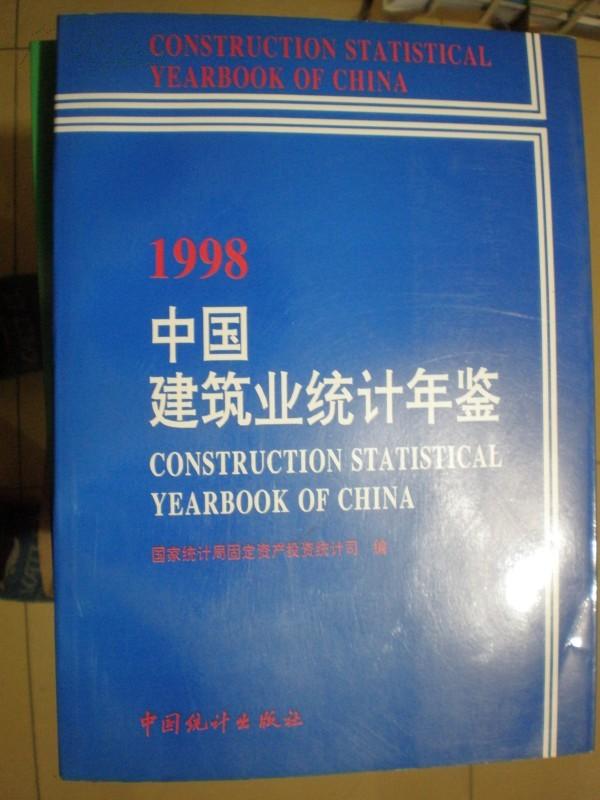 CONSTRUCTION STATISTICAL
YEARBOOK OF CHINA
1998
中国
建筑业统计年鉴
CONSTRUCTION STATISTICAL
YEARBOOK OF CHINA
国家统计局固定资产投资统计司 编
中国统计出版社